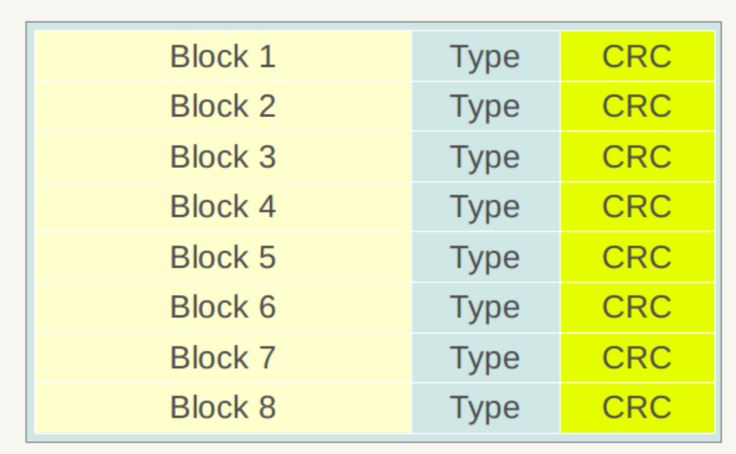 Block 1 Type CRC
Block 2 Type CRC
Block 3 Type CRC
Block 4 Type CRC
Block 5 Type CRC
Block 6 Type CRC
Block 7 Type CRC
Block 8 Type CRC